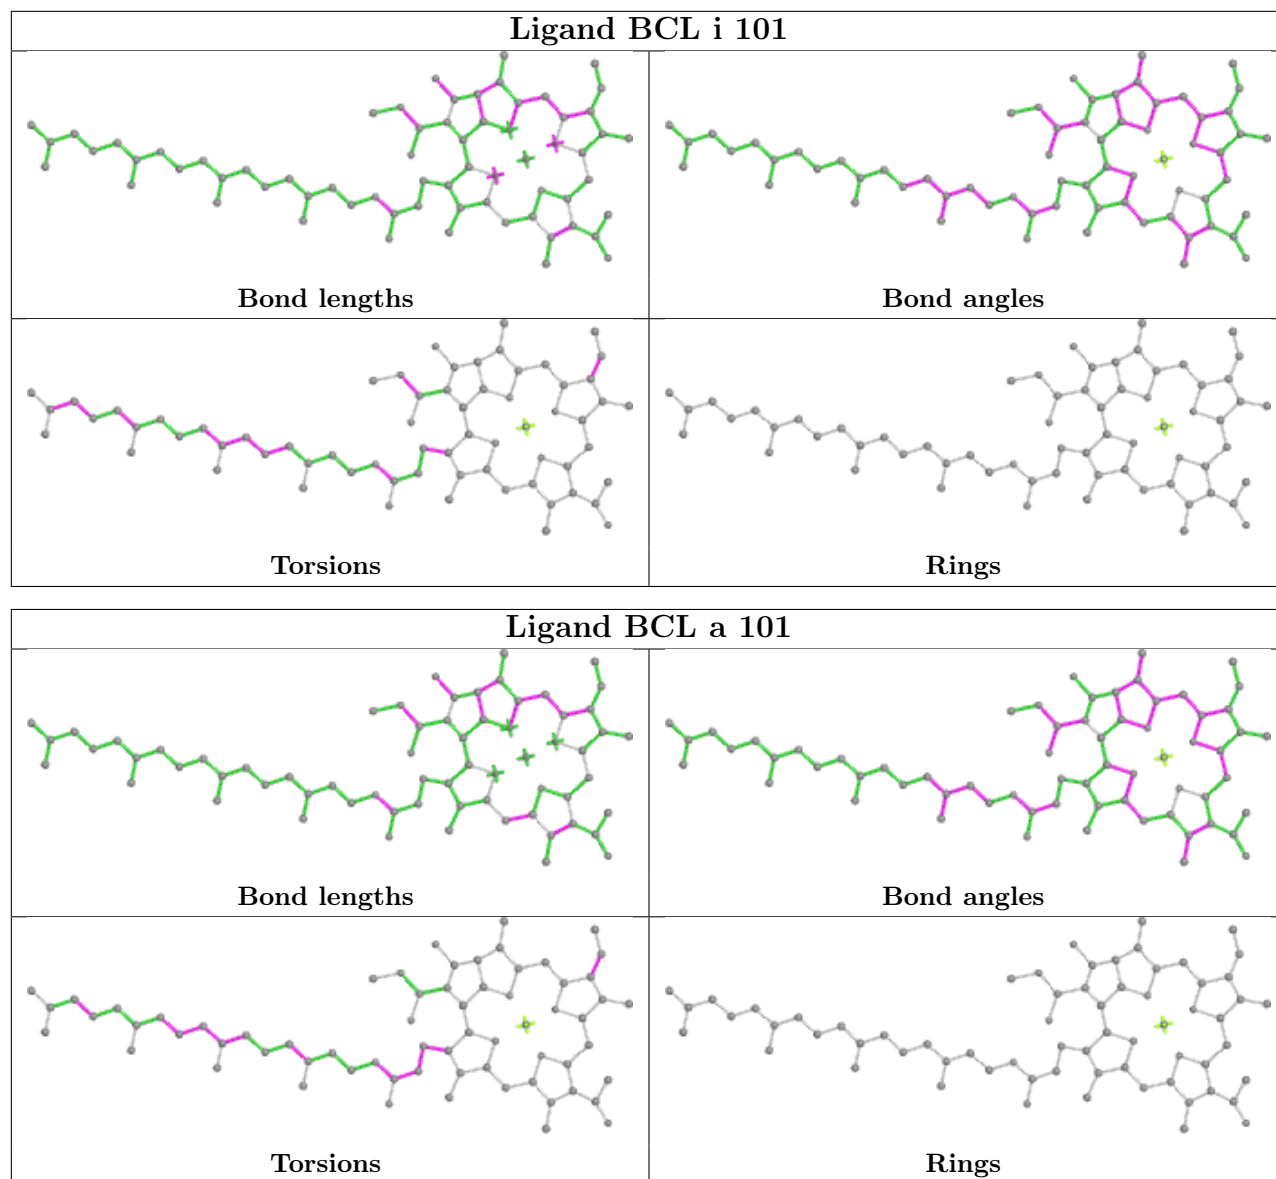 Ligand BCL i 101
Bond lengths
Bond angles
Torsions
Rings
Ligand BCL a 101
Bond lengths
Bond angles
Torsions
Rings